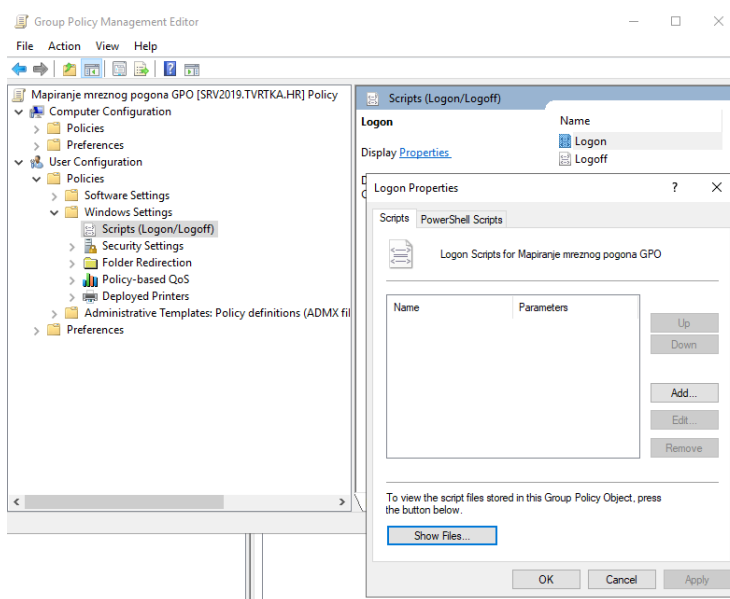 Group Policy Management Editor
File Action View Help
Mapiranje mreznog pogona GPO [SRV2019.TVRTKA.HR] Policy
Computer Configuration
Policies
Preferences
User Configuration
Policies
Software Settings
Windows Settings
Scripts (Logon/Logoff)
Security Settings
Folder Redirection
Policy-based QoS
Deployed Printers
Administrative Templates: Policy definitions (ADMX fil
Preferences
Scripts (Logon/Logoff)
Logon
Display Properties
Name
Logon
Logoff
Logon Properties
Scripts PowerShell Scripts
Logon Scripts for Mapiranje mreznog pogona GPO
Name Parameters
Up
Down
Add...
Edit...
Remove
To view the script files stored in this Group Policy Object, press
the button below.
Show Files...
OK Cancel Apply